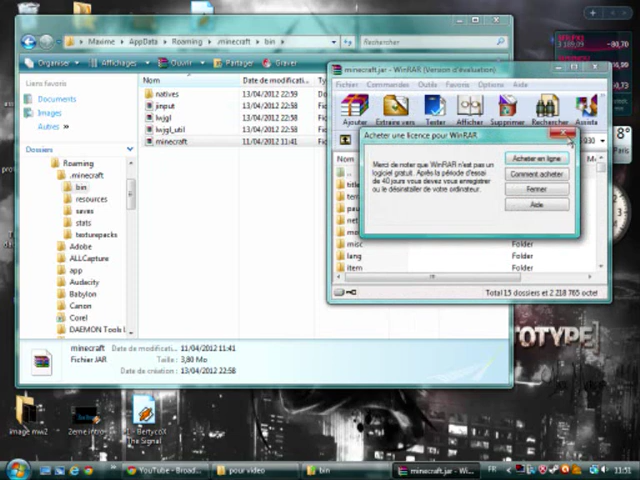 Maxime ▸ AppData ▸ Roaming ▸ .minecraft ▸ bin ▸
Rechercher
Organiser
Affichages
Ouvrir
Partager
Graver
Liens favoris
Documents
Images
Autres »
Dossiers
Roaming
.minecraft
bin
resources
saves
stats
texturepacks
Adobe
ALLCapture
app
Audacity
Babylon
Canon
Corel
DAEMON Tools
Nom
Date de modificati...
natives
13/04/2012 22:59
jinput
13/04/2012 22:58
lwjgl
13/04/2012 22:58
lwjgl_util
13/04/2012 22:58
minecraft
11/04/2012 11:41
minecraft
Date de modificati... 11/04/2012 11:41
Fichier JAR
Taille : 3,80 Mo
Date de création : 13/04/2012 22:58
minecraft.jar - WinRAR (Version d'évaluation)
Fichier Commandes Outils Favoris Options Aide
Ajouter
Extraire vers
Tester
Afficher
Supprimer
Rechercher
Assista
Acheter une licence pour WinRAR
Merci de noter que WinRAR n'est pas un
logiciel gratuit. Après la période d'essai
de 40 jours vous devez vous enregistrer
ou le désinstaller de votre ordinateur.
Acheter en ligne
Comment acheter
Fermer
Aide
Nom
..
misc
Folder
lang
Folder
item
Folder
Total 15 dossiers et 2 218 765 octet
Paris
TOTYPE]
image mw2
2eme intro
BertycoX
The Signal
YouTube - Broad...
pour video
bin
minecraft.jar - Wi...
FR
11:51